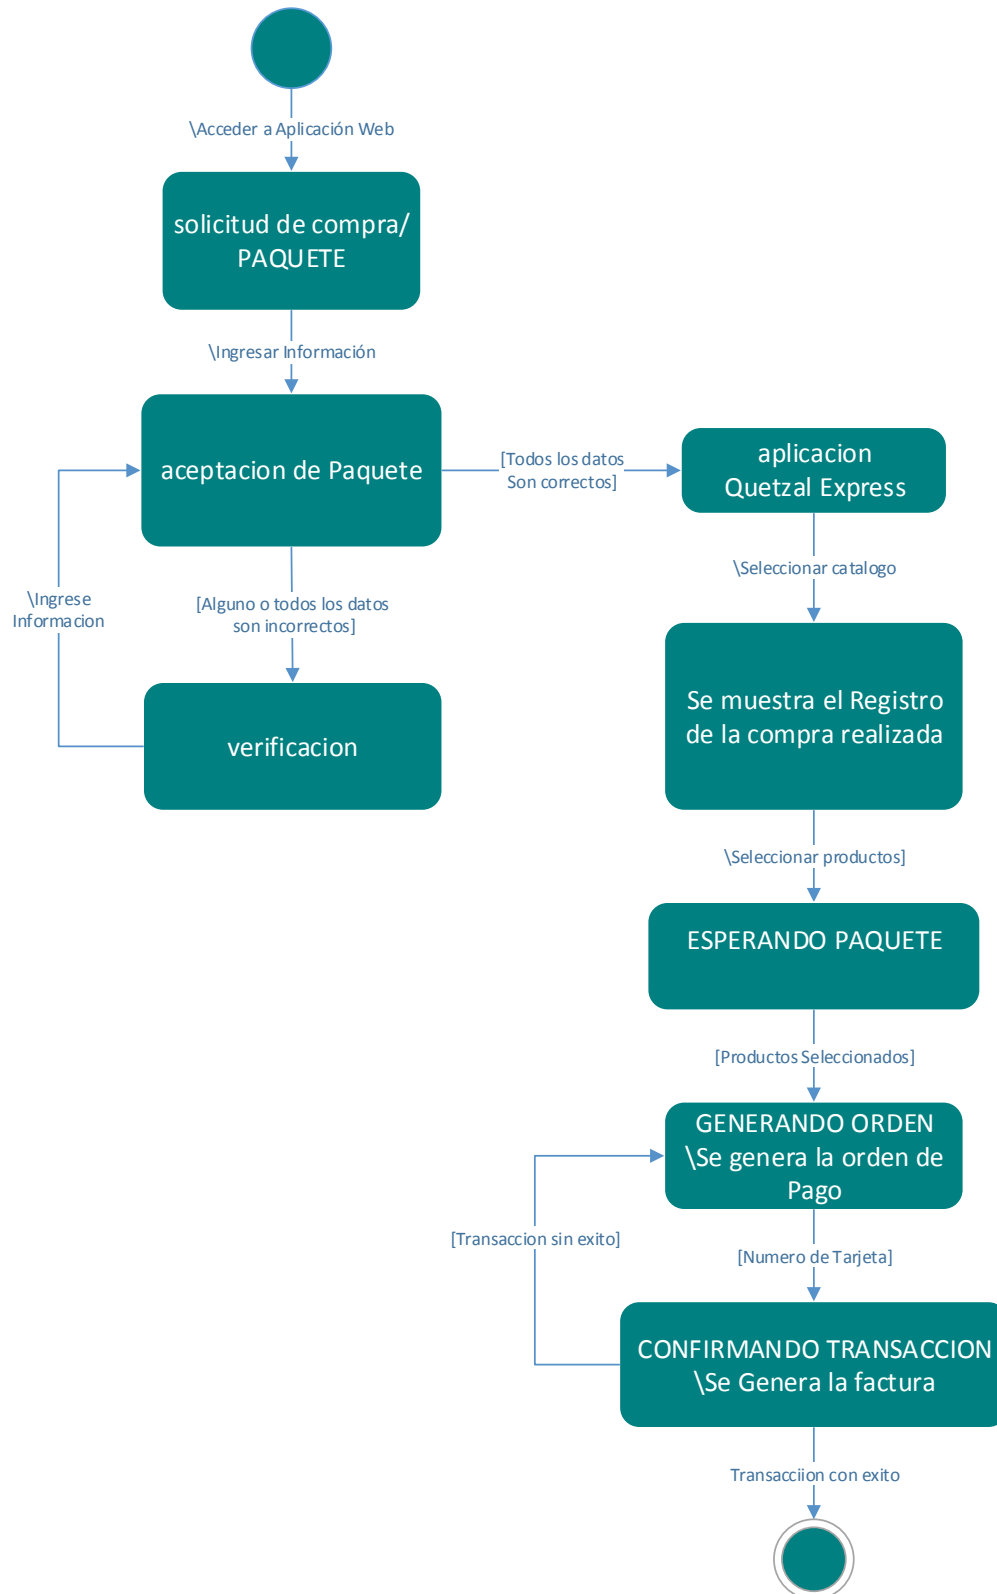 \Acceder a Aplicación Web
solicitud de compra/
PAQUETE
\Ingresar Información
aceptacion de Paquete
[Todos los datos
Son correctos]
aplicacion
Quetzal Express
\Ingrese
Informacion
[Alguno o todos los datos
son incorrectos]
verificacion
\Seleccionar catalogo
Se muestra el Registro
de la compra realizada
\Seleccionar productos]
ESPERANDO PAQUETE
[Productos Seleccionados]
GENERANDO ORDEN
\Se genera la orden de
Pago
[Transaccion sin exito]
[Numero de Tarjeta]
CONFIRMANDO TRANSACCION
\Se Genera la factura
Transacciion con exito